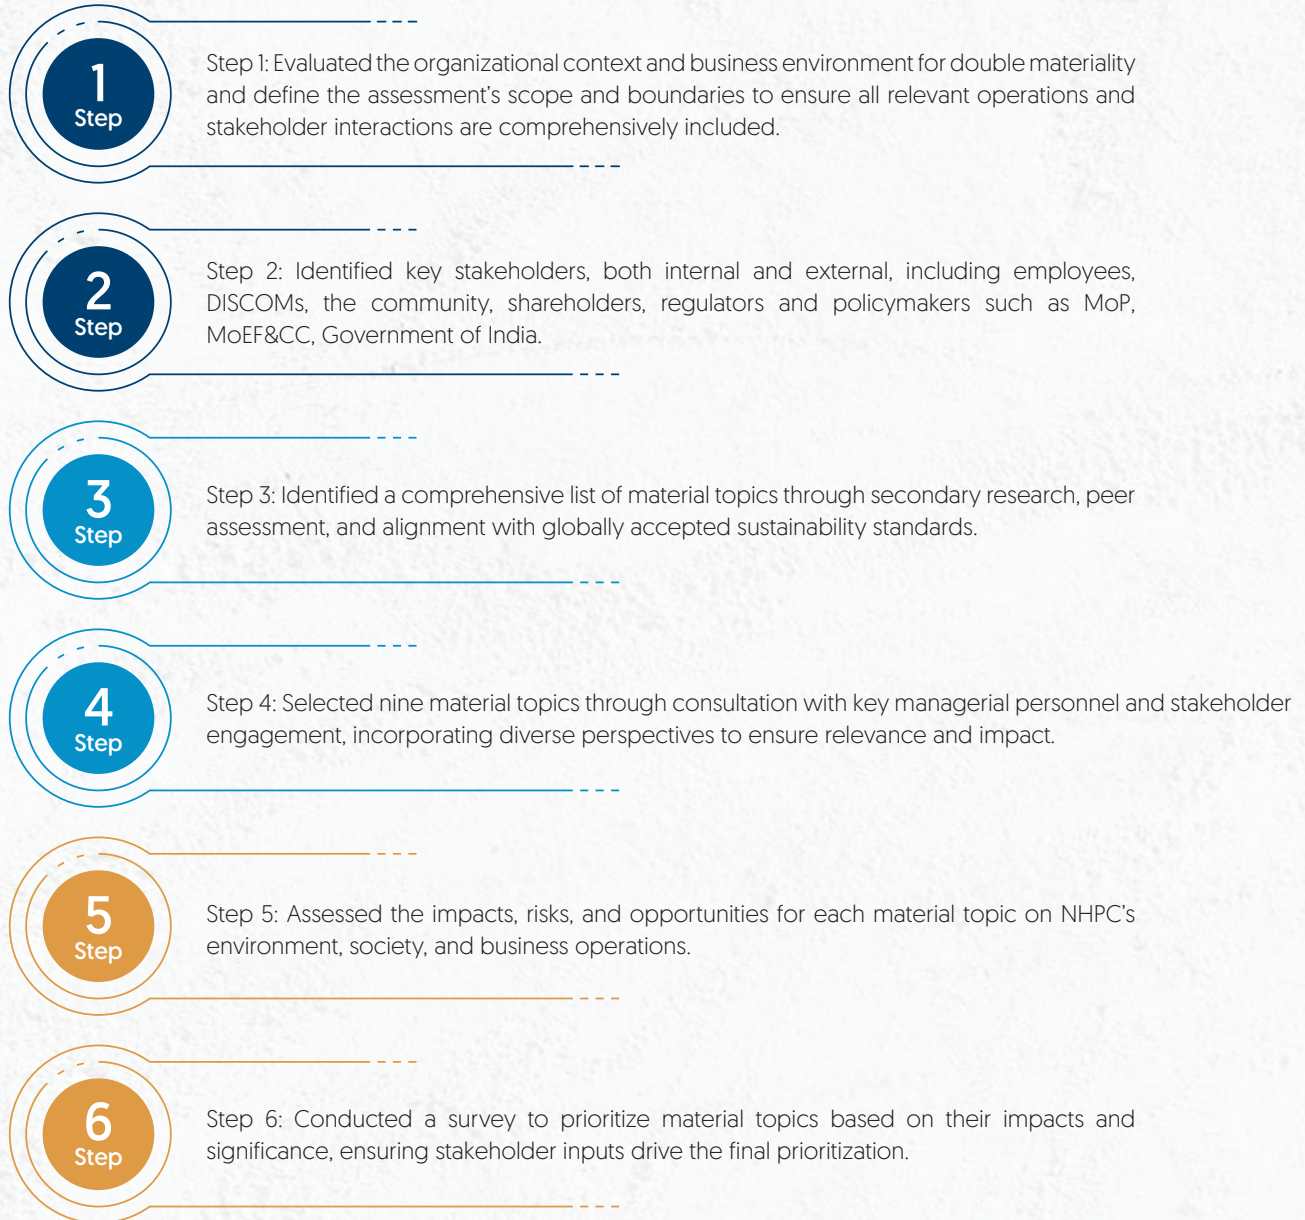 1
Step
Step 1: Evaluated the organizational context and business environment for double materiality
and define the assessment's scope and boundaries to ensure all relevant operations and
stakeholder interactions are comprehensively included.
2
Step
Step 2: Identified key stakeholders, both internal and external, including employees,
DISCOMs, the community, shareholders, regulators and policymakers such as MoP,
MoEF&CC, Government of India.
3
Step
Step 3: Identified a comprehensive list of material topics through secondary research, peer
assessment, and alignment with globally accepted sustainability standards.
4
Step
Step 4: Selected nine material topics through consultation with key managerial personnel and stakeholder
engagement, incorporating diverse perspectives to ensure relevance and impact.
5
Step
Step 5: Assessed the impacts, risks, and opportunities for each material topic on NHPC's
environment, society, and business operations.
6
Step
Step 6: Conducted a survey to prioritize material topics based on their impacts and
significance, ensuring stakeholder inputs drive the final prioritization.